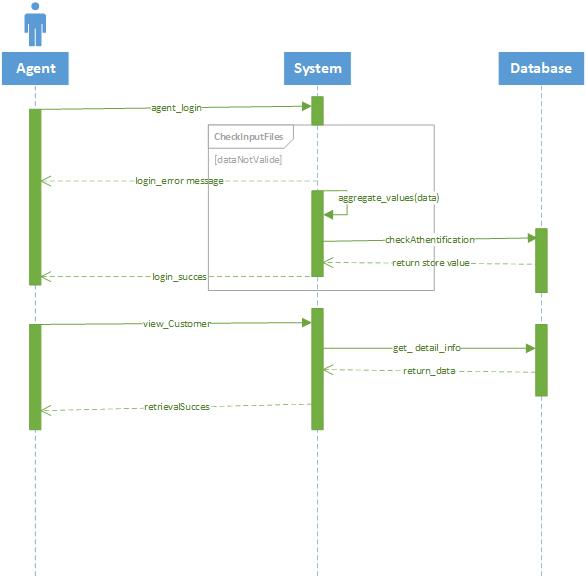 Agent
System
Database
agent_login
CheckInputFiles
[dataNotValide]
login_error message
aggregate_values(data)
checkAthentification
return store value
login_succes
view_Customer
get_ detail_info
return_data
retrievalSucces